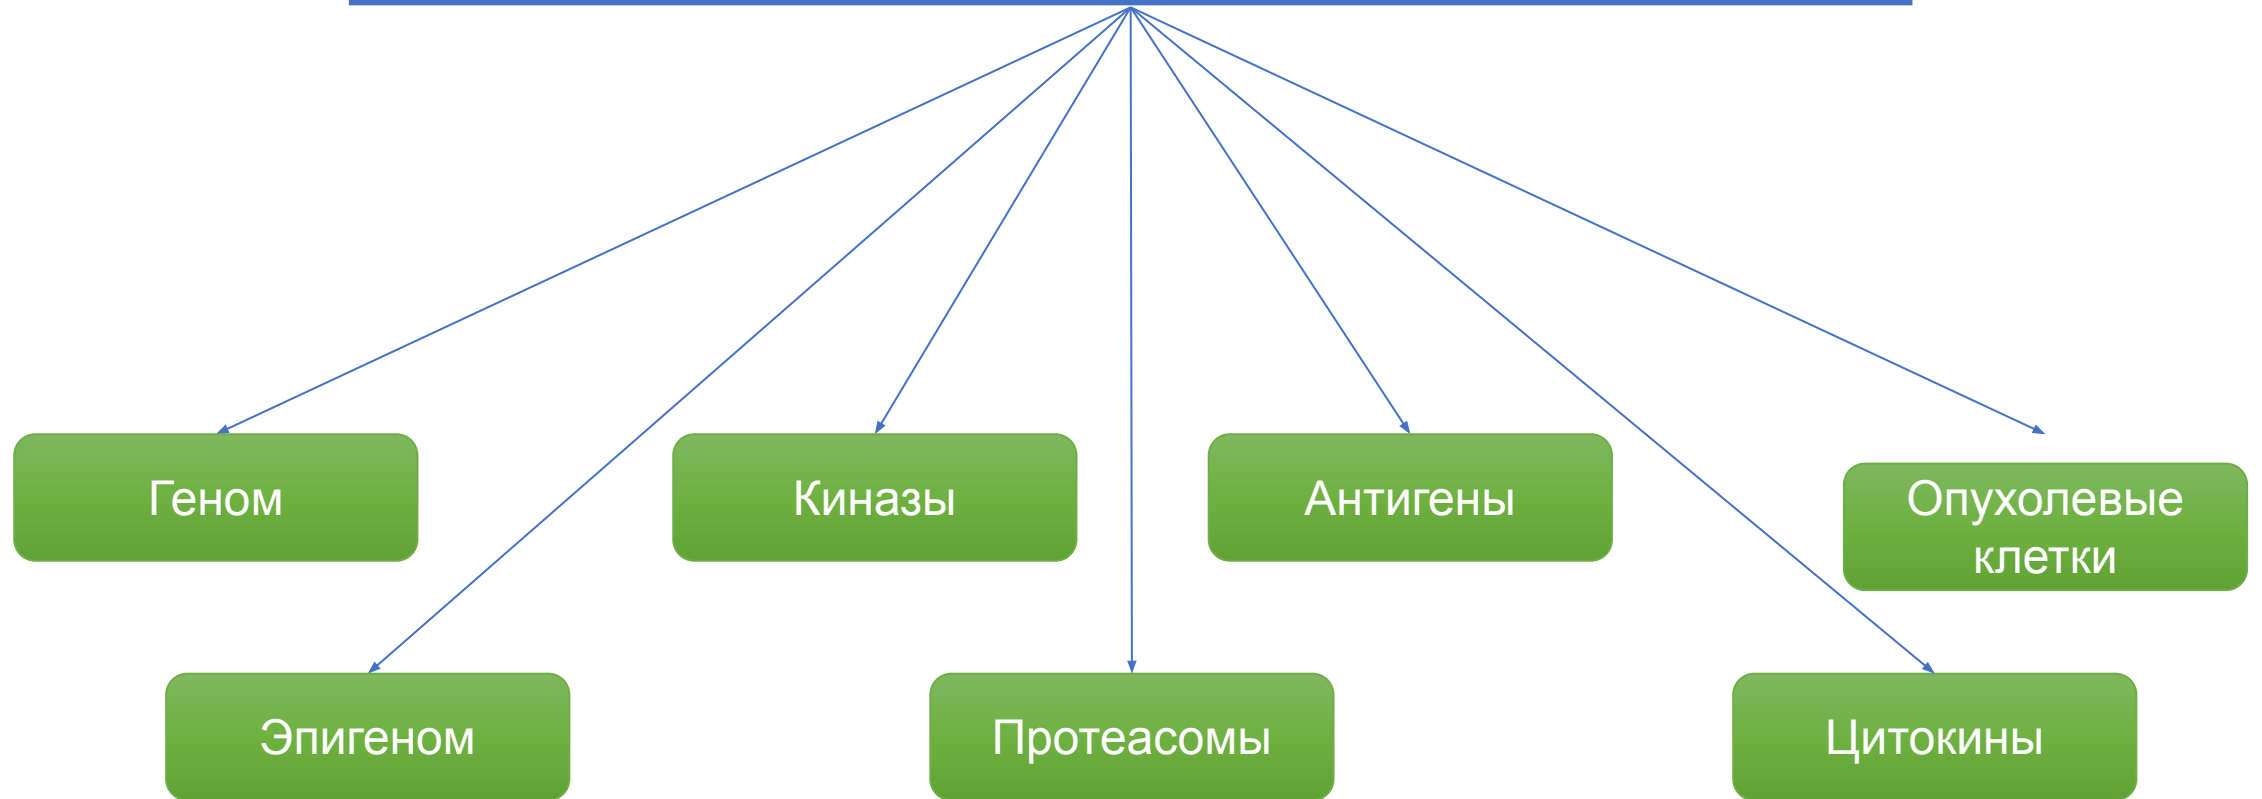 Геном
Киназы
Антигены
Опухолевые
клетки
Эпигеном
Протеасомы
Цитокины